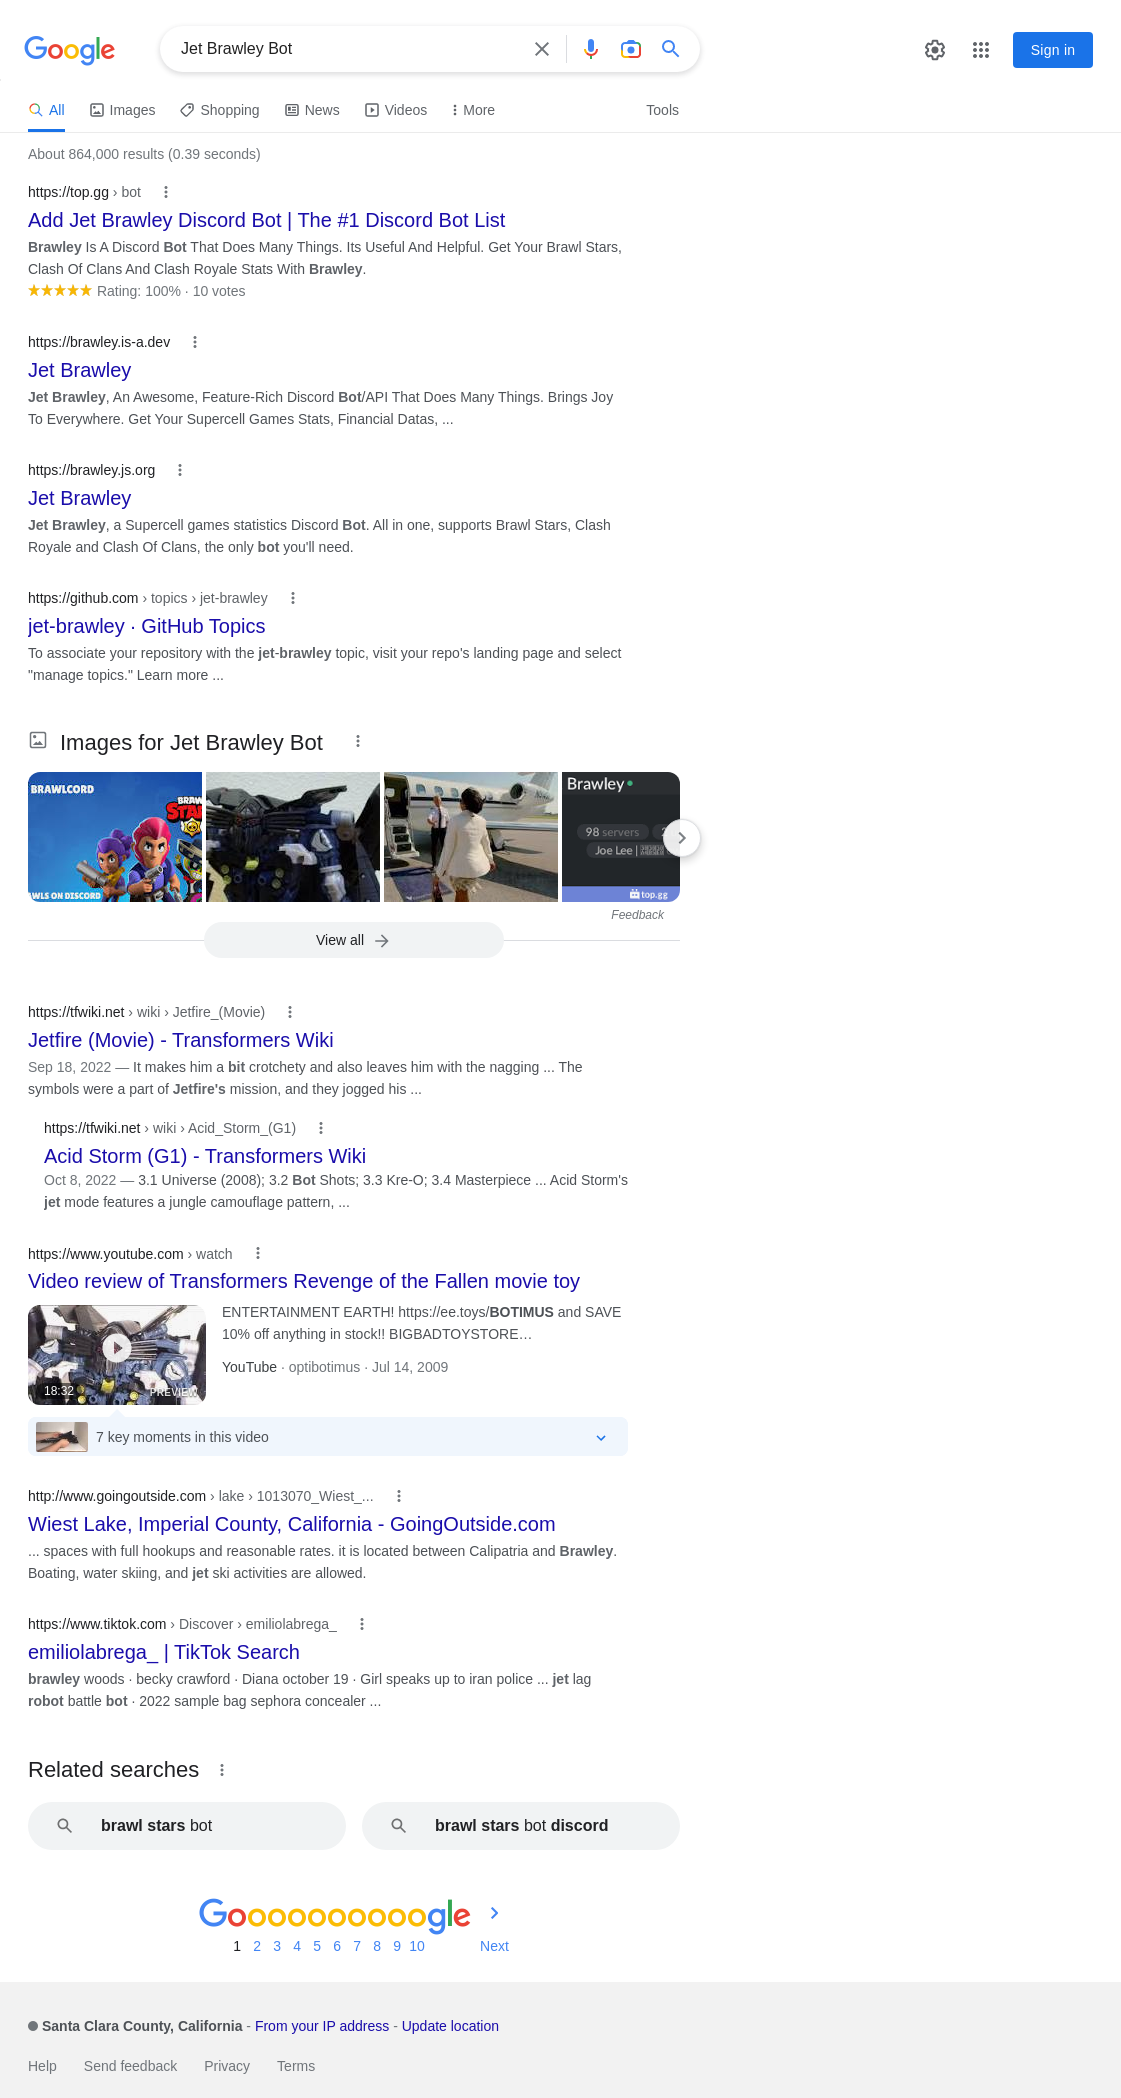 Google
Jet Brawley Bot
Sign in
All
Images
Shopping
News
Videos
More
Tools
About 864,000 results (0.39 seconds)
https://top.gg › bot
Add Jet Brawley Discord Bot | The #1 Discord Bot List
Brawley Is A Discord Bot That Does Many Things. Its Useful And Helpful. Get Your Brawl Stars,
Clash Of Clans And Clash Royale Stats With Brawley.
Rating: 100% · 10 votes
https://brawley.is-a.dev
Jet Brawley
Jet Brawley, An Awesome, Feature-Rich Discord Bot/API That Does Many Things. Brings Joy
To Everywhere. Get Your Supercell Games Stats, Financial Datas, ...
https://brawley.js.org
Jet Brawley
Jet Brawley, a Supercell games statistics Discord Bot. All in one, supports Brawl Stars, Clash
Royale and Clash Of Clans, the only bot you'll need.
https://github.com › topics › jet-brawley
jet-brawley · GitHub Topics
To associate your repository with the jet-brawley topic, visit your repo's landing page and select
"manage topics." Learn more ...
Images for Jet Brawley Bot
BRAWLCORD
BRAW
STA
AWLS ON DISCORD
Brawley
98 servers
2
Joe Lee |
top.gg
Feedback
View all
https://tfwiki.net › wiki › Jetfire_(Movie)
Jetfire (Movie) - Transformers Wiki
Sep 18, 2022 — It makes him a bit crotchety and also leaves him with the nagging ... The
symbols were a part of Jetfire's mission, and they jogged his ...
https://tfwiki.net › wiki › Acid_Storm_(G1)
Acid Storm (G1) - Transformers Wiki
Oct 8, 2022 — 3.1 Universe (2008); 3.2 Bot Shots; 3.3 Kre-O; 3.4 Masterpiece ... Acid Storm's
jet mode features a jungle camouflage pattern, ...
https://www.youtube.com › watch
Video review of Transformers Revenge of the Fallen movie toy
ENTERTAINMENT EARTH! https://ee.toys/BOTIMUS and SAVE
10% off anything in stock!! BIGBADTOYSTORE…
YouTube · optibotimus · Jul 14, 2009
18:32
PREVIEW
7 key moments in this video
http://www.goingoutside.com › lake › 1013070_Wiest_...
Wiest Lake, Imperial County, California - GoingOutside.com
... spaces with full hookups and reasonable rates. it is located between Calipatria and Brawley.
Boating, water skiing, and jet ski activities are allowed.
https://www.tiktok.com › Discover › emiliolabrega_
emiliolabrega_ | TikTok Search
brawley woods · becky crawford · Diana october 19 · Girl speaks up to iran police ... jet lag
robot battle bot · 2022 sample bag sephora concealer ...
Related searches
brawl stars bot
brawl stars bot discord
Goooooooooogle
1 2 3 4 5 6 7 8 9 10 Next
Santa Clara County, California - From your IP address - Update location
Help Send feedback Privacy Terms